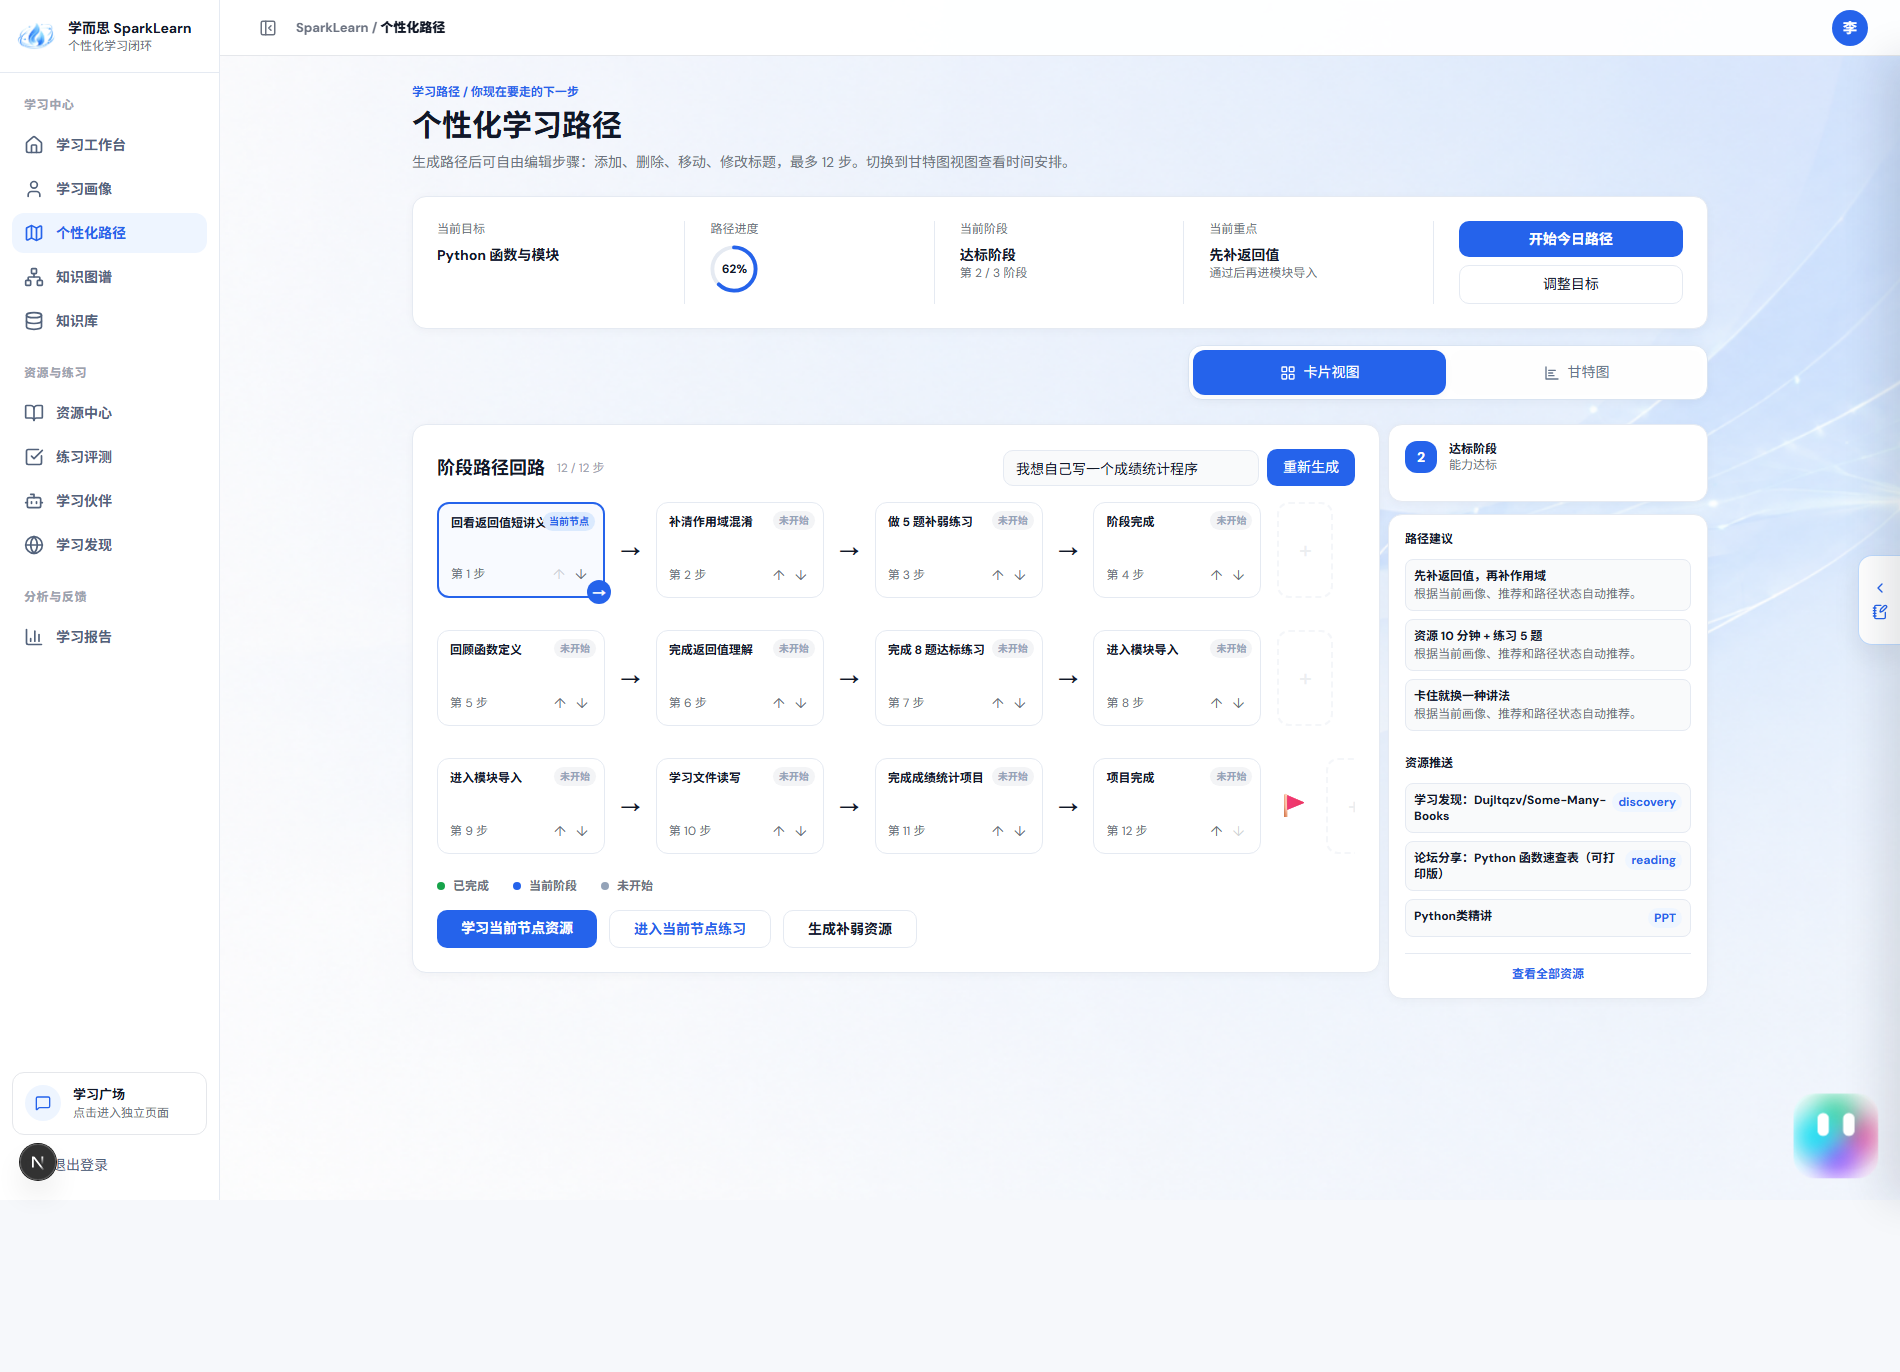 学而思 SparkLearn
个性化学习闭环
学习中心
学习工作台
学习画像
个性化路径
知识图谱
知识库
资源与练习
资源中心
练习评测
学习伙伴
学习发现
分析与反馈
学习报告
学习广场
点击进入独立页面
N
退出登录
SparkLearn / 个性化路径
李
学习路径 / 你现在要走的下一步
个性化学习路径
生成路径后可自由编辑步骤：添加、删除、移动、修改标题，最多 12 步。切换到甘特图视图查看时间安排。
当前目标
Python 函数与模块
路径进度
62%
当前阶段
达标阶段
第 2 / 3 阶段
当前重点
先补返回值
通过后再进模块导入
开始今日路径
调整目标
卡片视图
甘特图
阶段路径回路 12 / 12 步
我想自己写一个成绩统计程序
重新生成
回看返回值短讲义 当前节点
第 1 步
补清作用域混淆 未开始
第 2 步
做 5 题补弱练习 未开始
第 3 步
阶段完成 未开始
第 4 步
回顾函数定义 未开始
第 5 步
完成返回值理解 未开始
第 6 步
完成 8 题达标练习 未开始
第 7 步
进入模块导入 未开始
第 8 步
进入模块导入 未开始
第 9 步
学习文件读写 未开始
第 10 步
完成成绩统计项目 未开始
第 11 步
项目完成 未开始
第 12 步
已完成
当前阶段
未开始
学习当前节点资源
进入当前节点练习
生成补弱资源
2
达标阶段
能力达标
路径建议
先补返回值，再补作用域
根据当前画像、推荐和路径状态自动推荐。
资源 10 分钟 + 练习 5 题
根据当前画像、推荐和路径状态自动推荐。
卡住就换一种讲法
根据当前画像、推荐和路径状态自动推荐。
资源推送
学习发现：Dujltqzv/Some-Many-
Books
discovery
论坛分享：Python 函数速查表（可打
印版）
reading
Python类精讲
PPT
查看全部资源